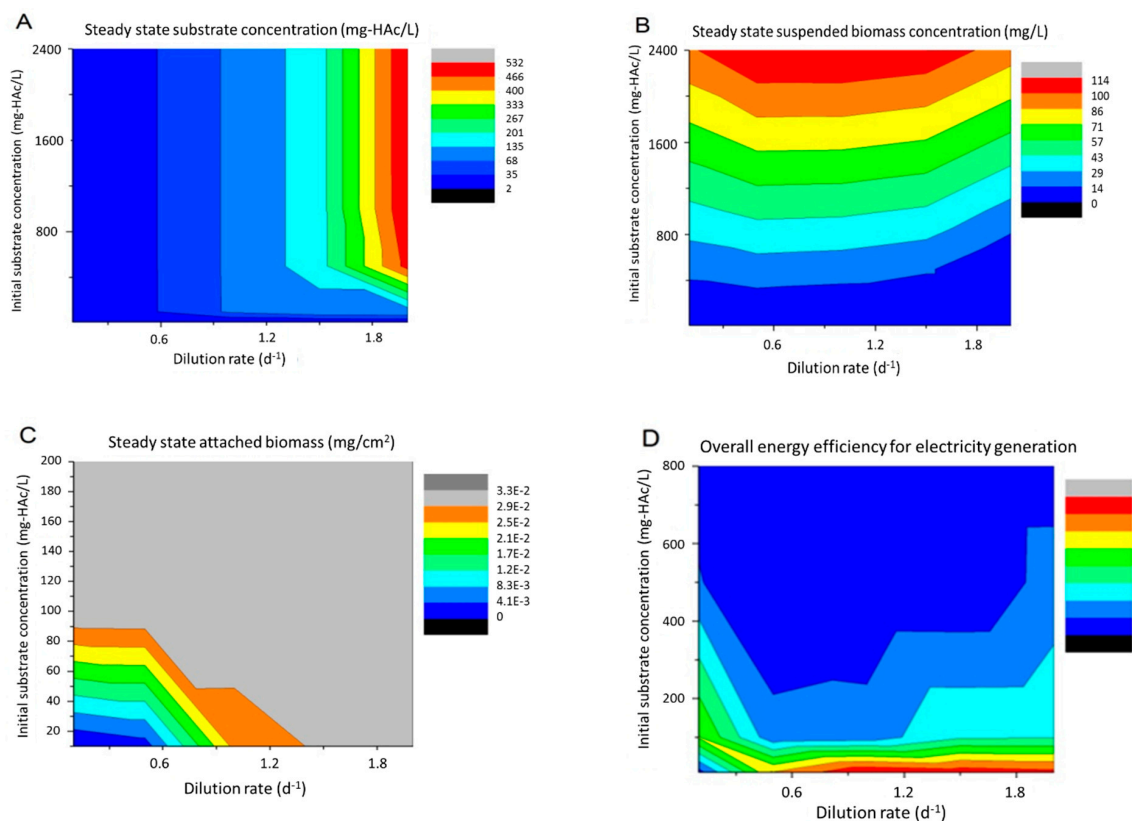 A
Steady state substrate concentration (mg-HAc/L)
Initial substrate concentration (mg-HAc/L)
2400
1600
800
0.6
1.2
1.8
Dilution rate (d⁻¹)
532
466
400
333
267
201
135
68
35
2
B
Steady state suspended biomass concentration (mg/L)
Initial substrate concentration (mg-HAc/L)
2400
1600
800
0.6
1.2
1.8
Dilution rate (d⁻¹)
114
100
86
71
57
43
29
14
0
C
Steady state attached biomass (mg/cm²)
Initial substrate concentration (mg-HAc/L)
200
180
160
140
120
100
80
60
40
20
0.6
1.2
1.8
Dilution rate (d⁻¹)
3.3E-2
2.9E-2
2.5E-2
2.1E-2
1.7E-2
1.2E-2
8.3E-3
4.1E-3
0
D
Overall energy efficiency for electricity generation
Initial substrate concentration (mg-HAc/L)
800
600
400
200
0.6
1.2
1.8
Dilution rate (d⁻¹)